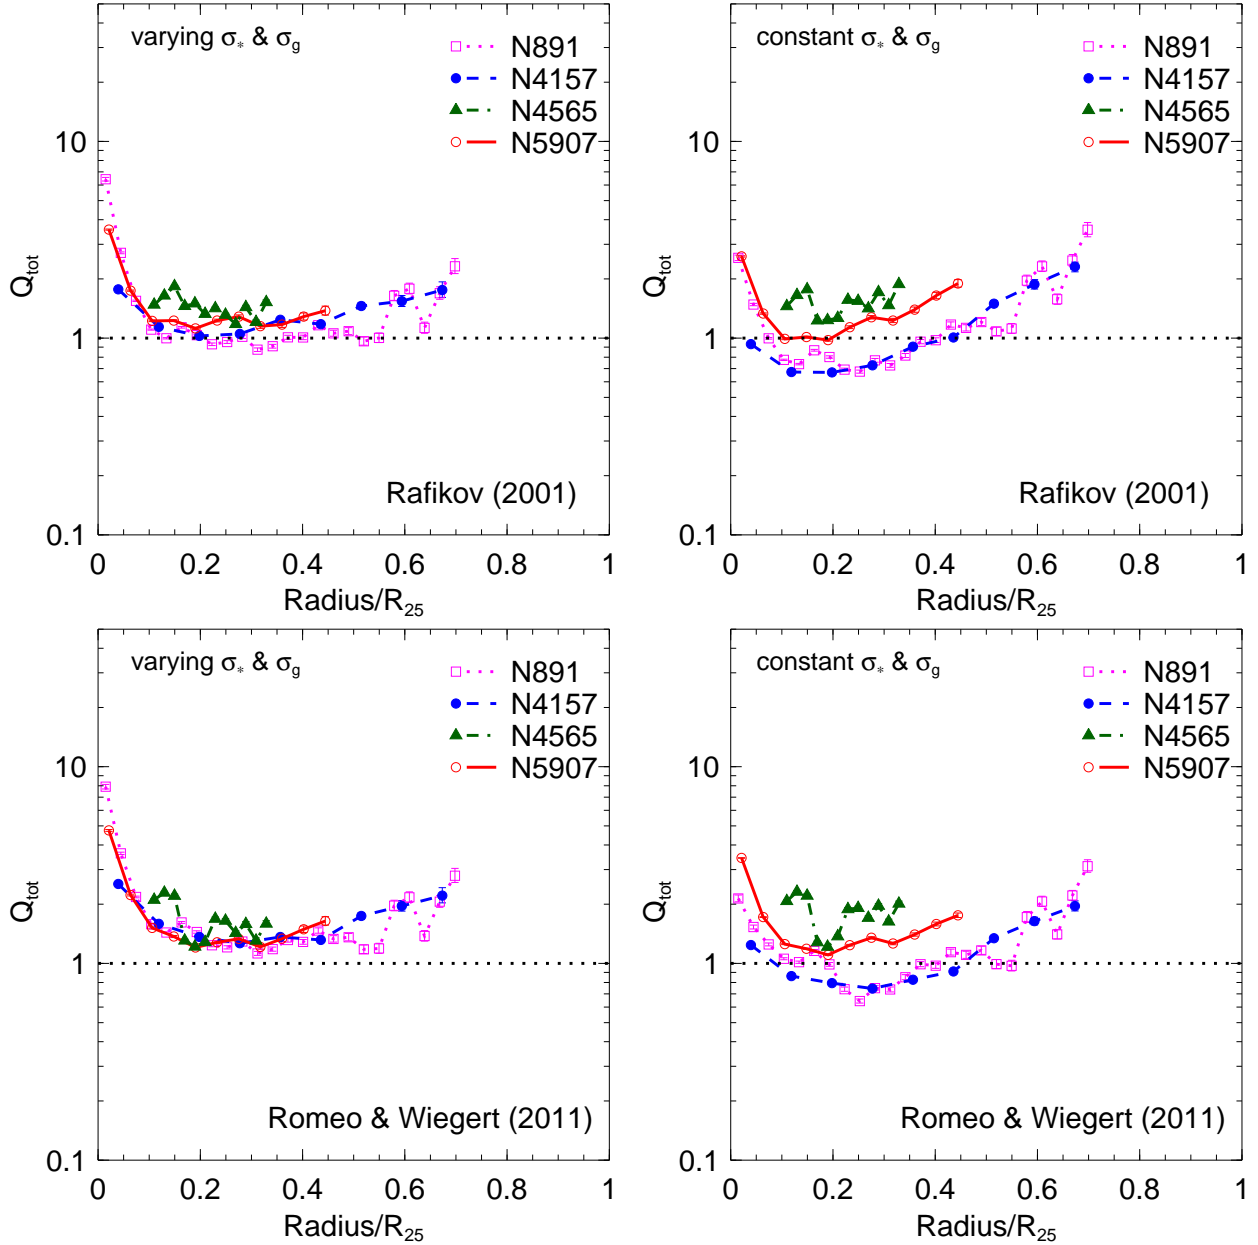 varying σ* & σg
N891
N4157
N4565
N5907
10
1
0.1
Qtot
Rafikov (2001)
0 0.2 0.4 0.6 0.8 1
Radius/R25
constant σ* & σg
N891
N4157
N4565
N5907
10
1
0.1
Qtot
Rafikov (2001)
0 0.2 0.4 0.6 0.8 1
Radius/R25
varying σ* & σg
N891
N4157
N4565
N5907
10
1
0.1
Qtot
Romeo & Wiegert (2011)
0 0.2 0.4 0.6 0.8 1
Radius/R25
constant σ* & σg
N891
N4157
N4565
N5907
10
1
0.1
Qtot
Romeo & Wiegert (2011)
0 0.2 0.4 0.6 0.8 1
Radius/R25